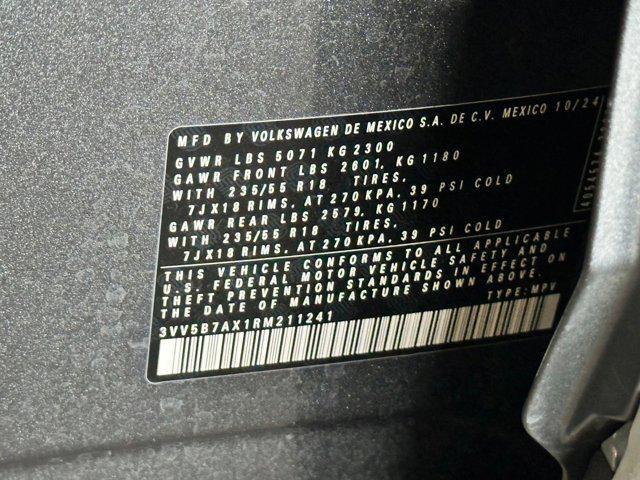 MFD BY VOLKSWAGEN DE MEXICO S.A. DE C.V. MEXICO 10/24
GVWR LBS 5071 KG 2300
GAWR FRONT LBS 2601, KG 1180
WITH 235/55 R18 TIRES,
7JX18 RIMS, AT 270 KPA, 39 PSI COLD
GAWR REAR LBS 2579, KG 1170
WITH 235/55 R18 TIRES,
7JX18 RIMS, AT 270 KPA, 39 PSI COLD
THIS VEHICLE CONFORMS TO ALL APPLICABLE
U.S. FEDERAL MOTOR VEHICLE SAFETY AND
THEFT PREVENTION STANDARDS IN EFFECT ON
THE DATE OF MANUFACTURE SHOWN ABOVE.
3VV5B7AX1RM211241 TYPE: MPV